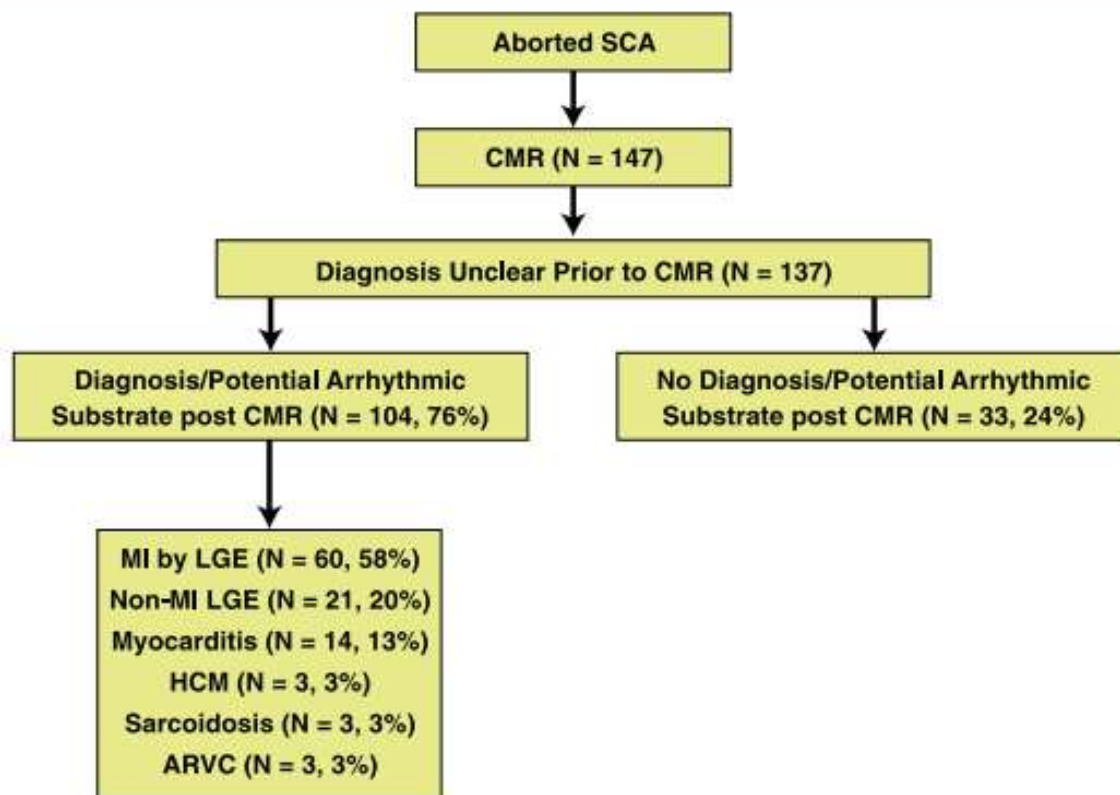 Aborted SCA
CMR (N = 147)
Diagnosis Unclear Prior to CMR (N = 137)
Diagnosis/Potential Arrhythmic
Substrate post CMR (N = 104, 76%)
No Diagnosis/Potential Arrhythmic
Substrate post CMR (N = 33, 24%)
MI by LGE (N = 60, 58%)
Non-MI LGE (N = 21, 20%)
Myocarditis (N = 14, 13%)
HCM (N = 3, 3%)
Sarcoidosis (N = 3, 3%)
ARVC (N = 3, 3%)